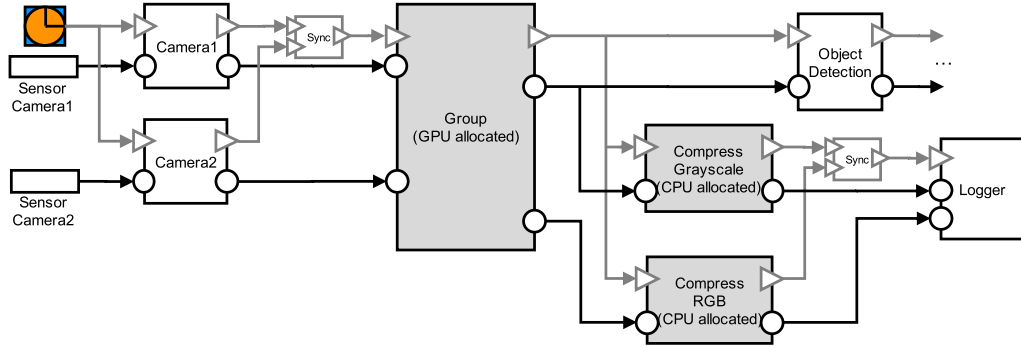 Camera1
Sync
Sensor
Camera1
Camera2
Sensor
Camera2
Group
(GPU allocated)
Object
Detection
...
Compress
Grayscale
(CPU allocated)
Sync
Logger
Compress
RGB
(CPU allocated)